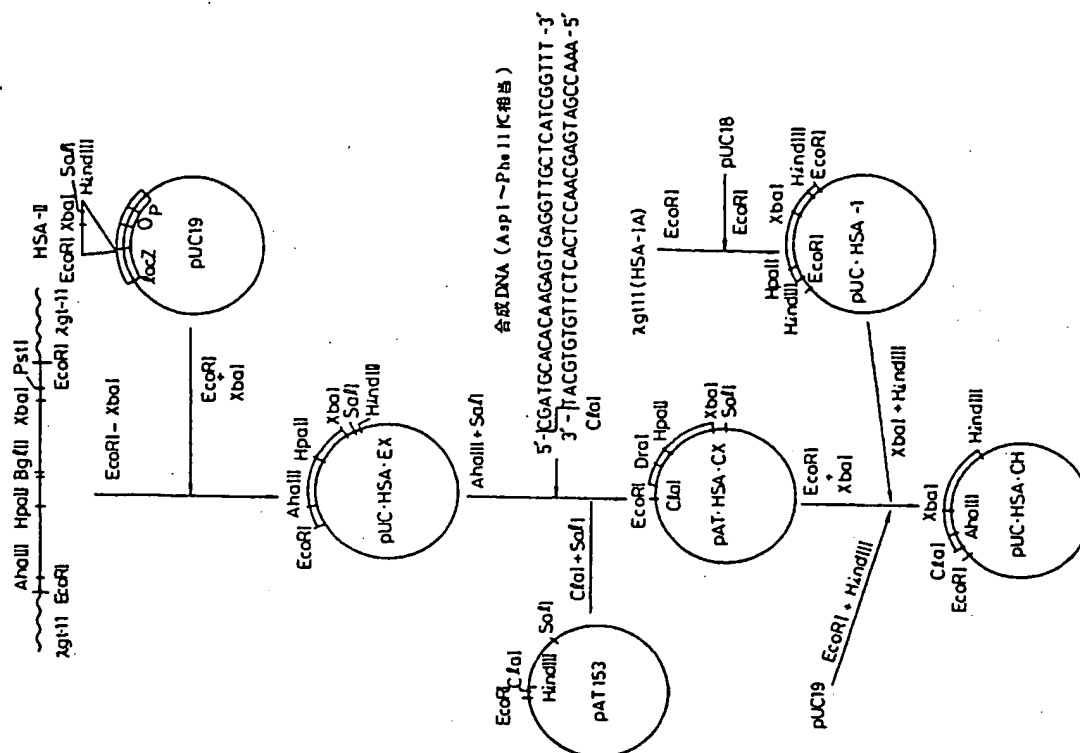 HSA-II
λgt-11
EcoRI
AhaIII
HpaII
BglII
XbaI
PstI
EcoRI
λgt-11
EcoRI
XbaI
SalI
HindIII
lacZ
O
P
pUC19
EcoRI-XbaI
EcoRI
+
XbaI
EcoRI
AhaIII
HpaII
XbaI
SalI
HindIII
pUC·HSA·EX
AhaIII+SalI
合成DNA (Asp1~Phe11に相当)
5'-CGATGCACACAAGAGTGAGGTTGCTCATCGGTTT-3'
3'-TACGTGTGTTCTCACTCCAACGAGTAGCCAAA-5'
ClaI
EcoRI
ClaI
HindIII
SalI
pAT153
ClaI+SalI
EcoRI
ClaI
DraI
HpaII
XbaI
SalI
pAT·HSA·CX
EcoRI
+
XbaI
λgt11(HSA-1A)
EcoRI
pUC18
EcoRI
HindIII
EcoRI
HpaII
XbaI
HindIII
EcoRI
pUC·HSA-1
XbaI+HindIII
pUC19
EcoRI+HindIII
EcoRI
ClaI
AhaIII
XbaI
HindIII
pUC·HSA·CH